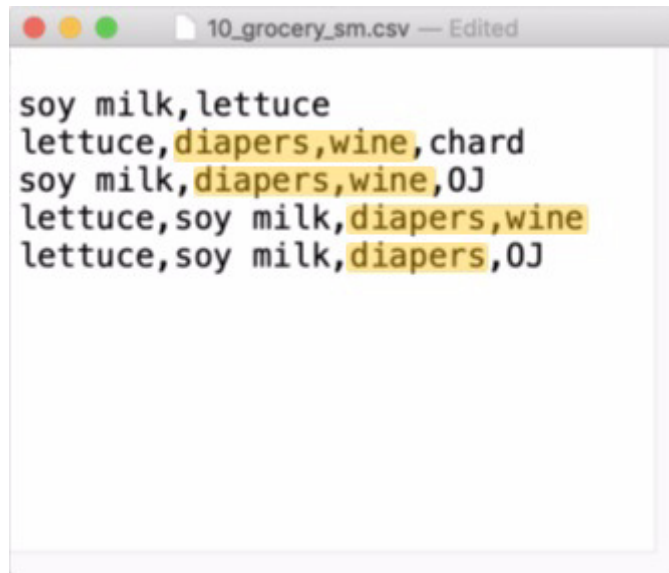 10_grocery_sm.csv — Edited
soy milk,lettuce
lettuce,diapers,wine,chard
soy milk,diapers,wine,OJ
lettuce,soy milk,diapers,wine
lettuce,soy milk,diapers,OJ